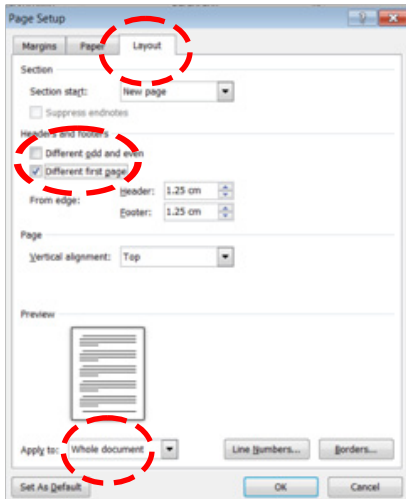 Page Setup
Margins Paper Layout
Section
Section start: New page
Suppress endnotes
Headers and footers
Different odd and even
Different first page
From edge: Header: 1.25 cm
Footer: 1.25 cm
Page
Vertical alignment: Top
Preview
Apply to: Whole document Line Numbers... Borders...
Set As Default OK Cancel